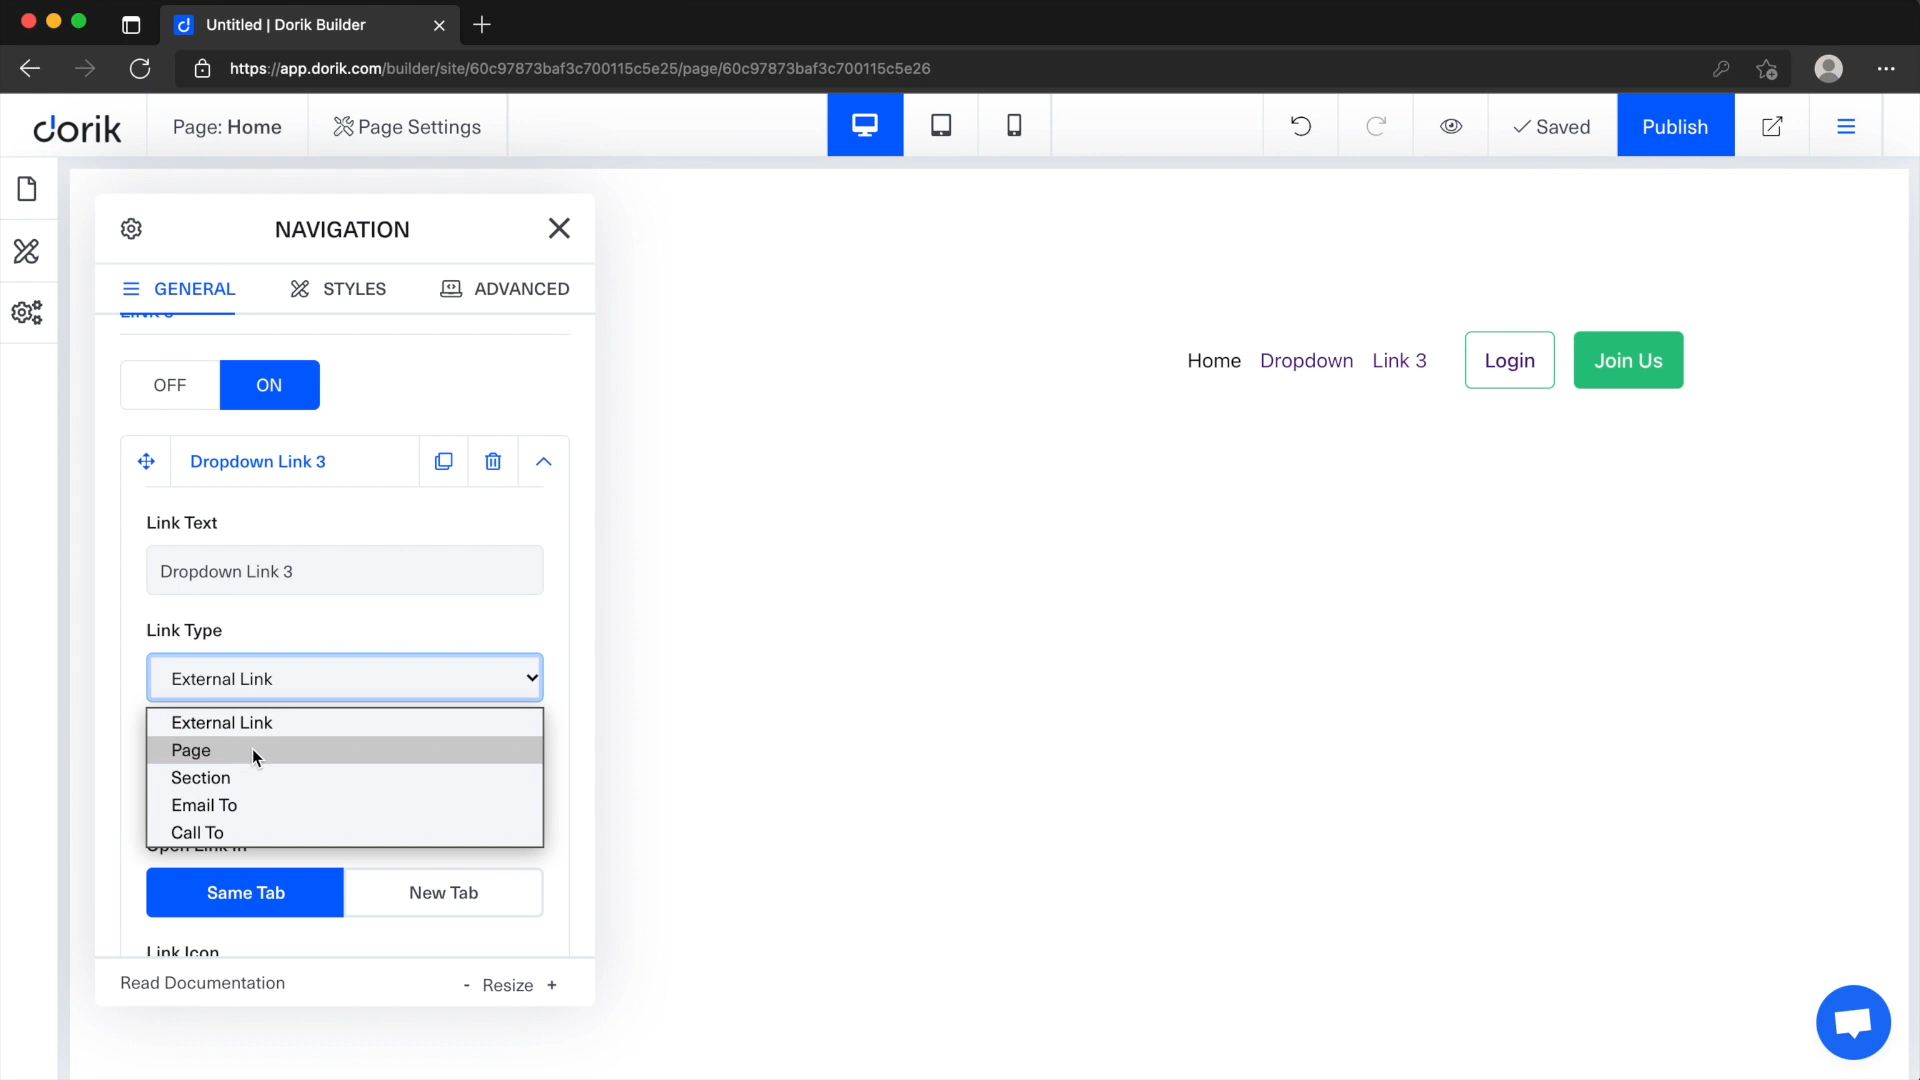 Untitled | Dorik Builder
https://app.dorik.com/builder/site/60c97873baf3c700115c5e25/page/60c97873baf3c700115c5e26
dorik
Page: Home
Page Settings
Saved
Publish
NAVIGATION
GENERAL
STYLES
ADVANCED
OFF
ON
Home
Dropdown
Link 3
Login
Join Us
Dropdown Link 3
Link Text
Dropdown Link 3
Link Type
External Link
External Link
Page
Section
Email To
Call To
Open Link In
Same Tab
New Tab
Link Icon
Read Documentation
- Resize +